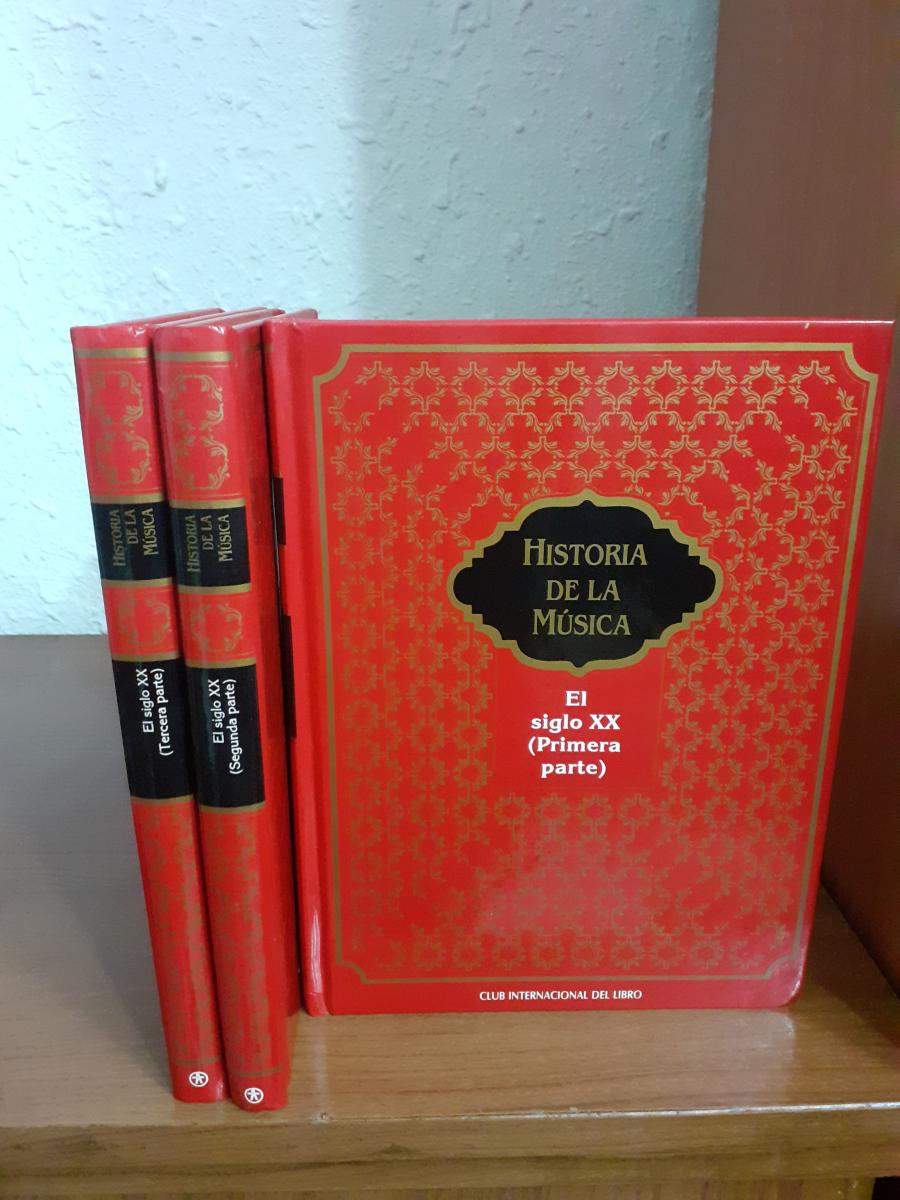 HISTORIA
DE LA
MÚSICA
El siglo XX
(Tercera parte)
HISTORIA
DE LA
MÚSICA
El siglo XX
(Segunda parte)
HISTORIA
DE LA
MÚSICA
El
siglo XX
(Primera
parte)
CLUB INTERNACIONAL DEL LIBRO